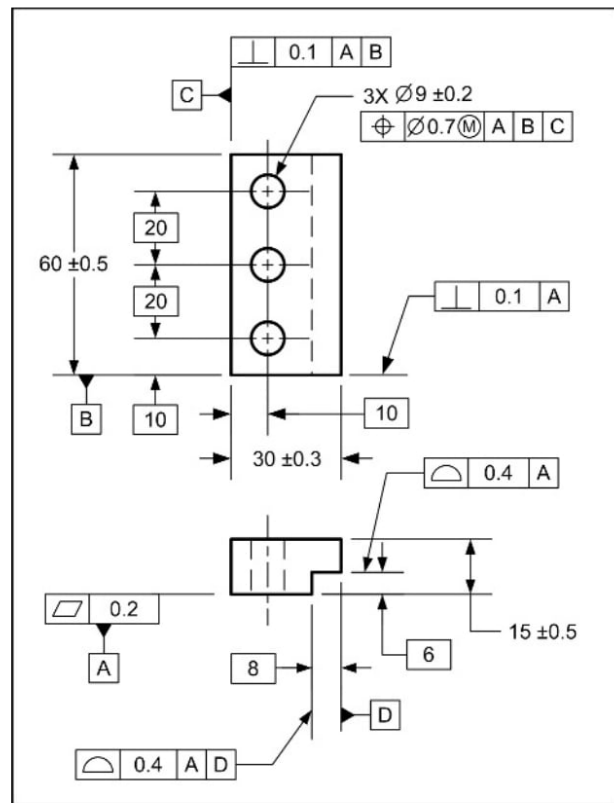 ⊥ 0.1 A B
C
3X Ø9 ±0.2
⌖ Ø0.7Ⓜ A B C
20
60 ±0.5
20
⊥ 0.1 A
B
10
10
30 ±0.3
⌓ 0.4 A
⏥ 0.2
15 ±0.5
A
8
6
D
⌓ 0.4 A D